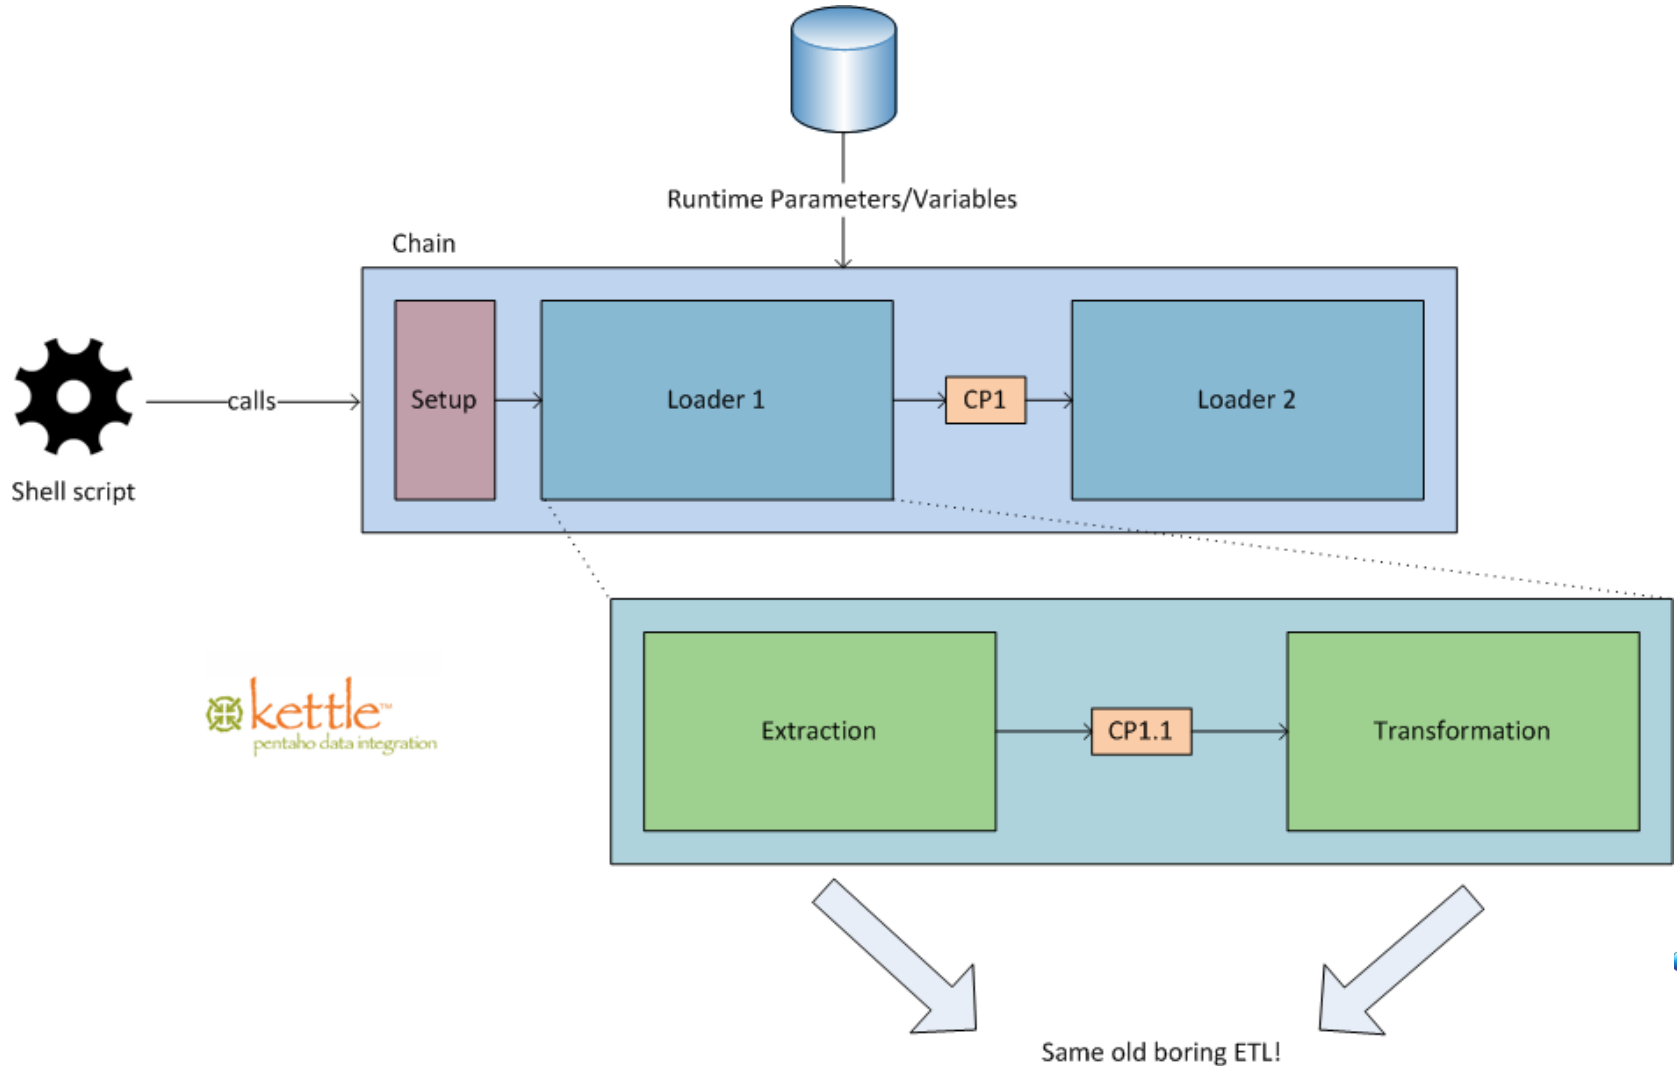 Runtime Parameters/Variables
Chain
calls
Setup
Loader 1
CP1
Loader 2
Shell script
kettle™
pentaho data integration
Extraction
CP1.1
Transformation
Same old boring ETL!